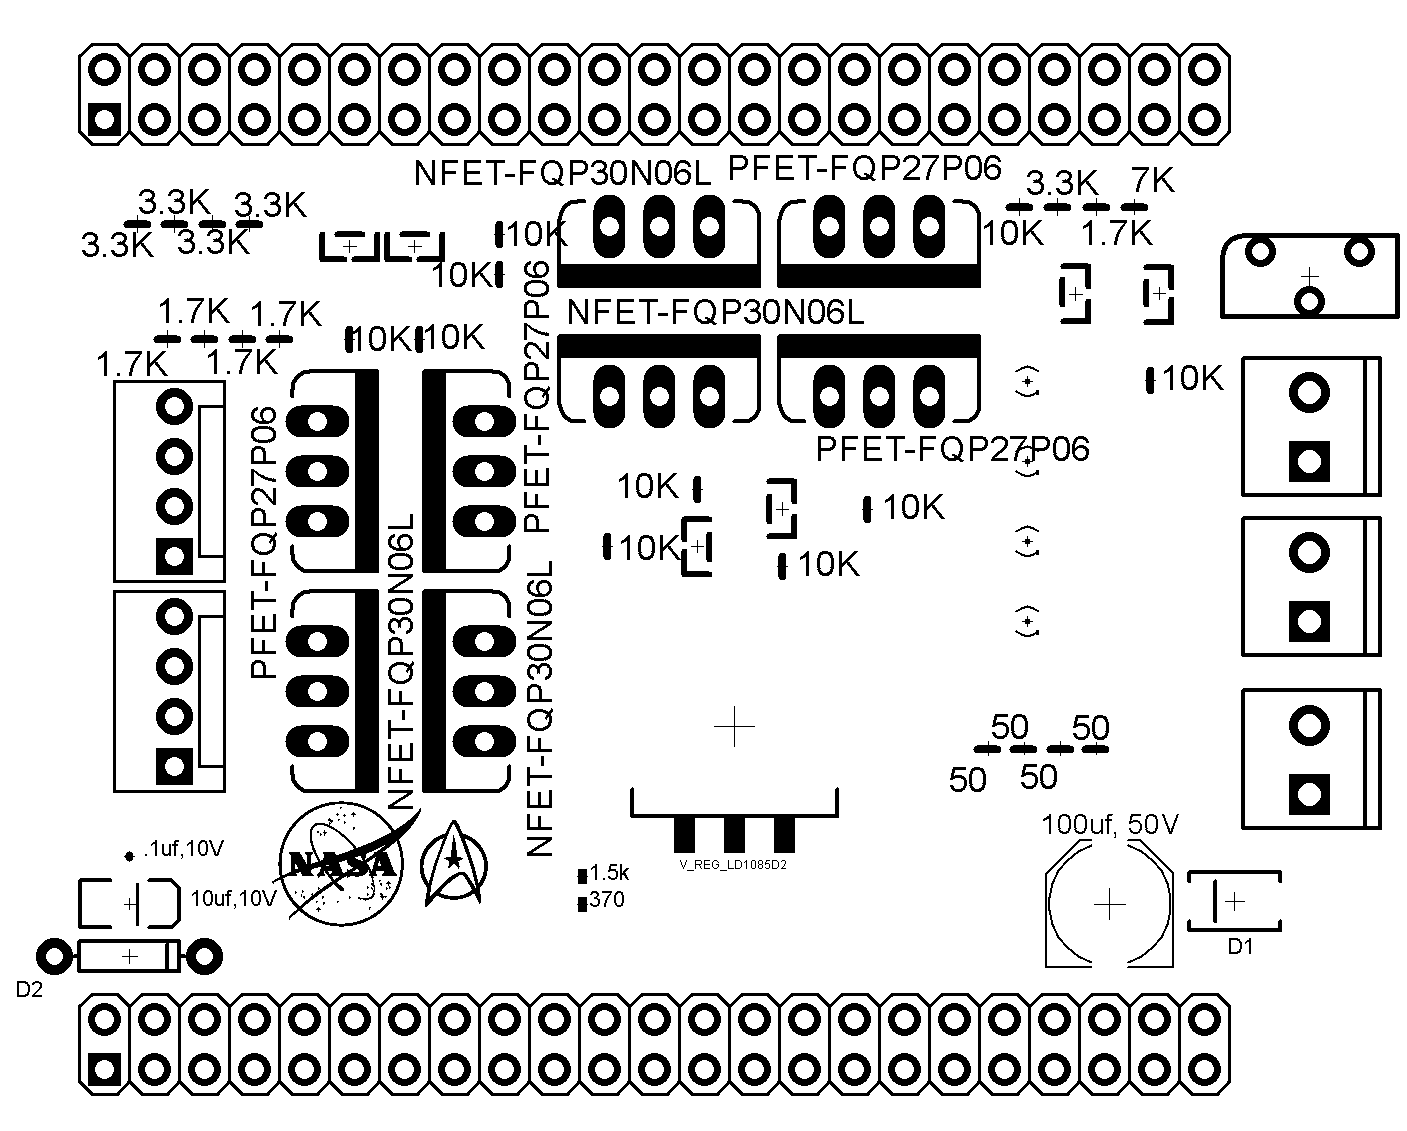 NFET-FQP30N06L
PFET-FQP27P06
3.3K
7K
3.3K
3.3K
10K
10K
1.7K
3.3K
3.3K
10K
1.7K
1.7K
NFET-FQP30N06L
10K
10K
1.7K
1.7K
10K
PFET-FQP27P06
PFET-FQP27P06
PFET-FQP27P06
10K
10K
10K
10K
NFET-FQP30N06L
NFET-FQP30N06L
50
50
50
50
100uf, 50V
.1uf,10V
NASA
V_REG_LD1085D2
1.5k
10uf,10V
370
D1
D2